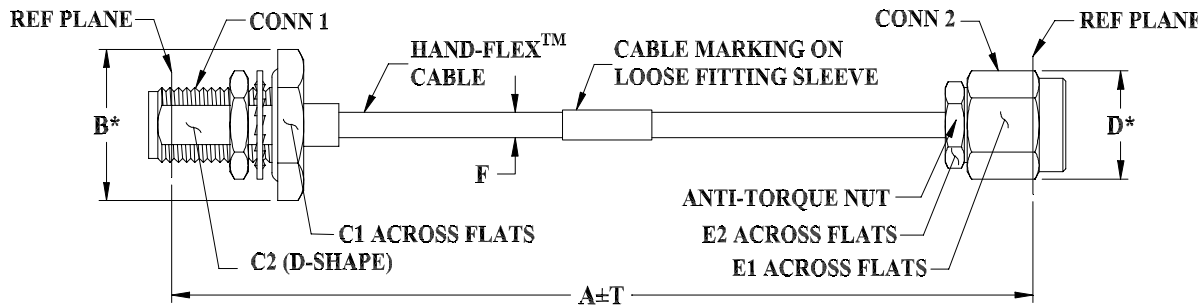 REF PLANE
CONN 1
HAND-FLEX™
CABLE
CABLE MARKING ON
LOOSE FITTING SLEEVE
CONN 2
REF PLANE
B*
F
D*
ANTI-TORQUE NUT
C1 ACROSS FLATS
E2 ACROSS FLATS
C2 (D-SHAPE)
E1 ACROSS FLATS
A±T